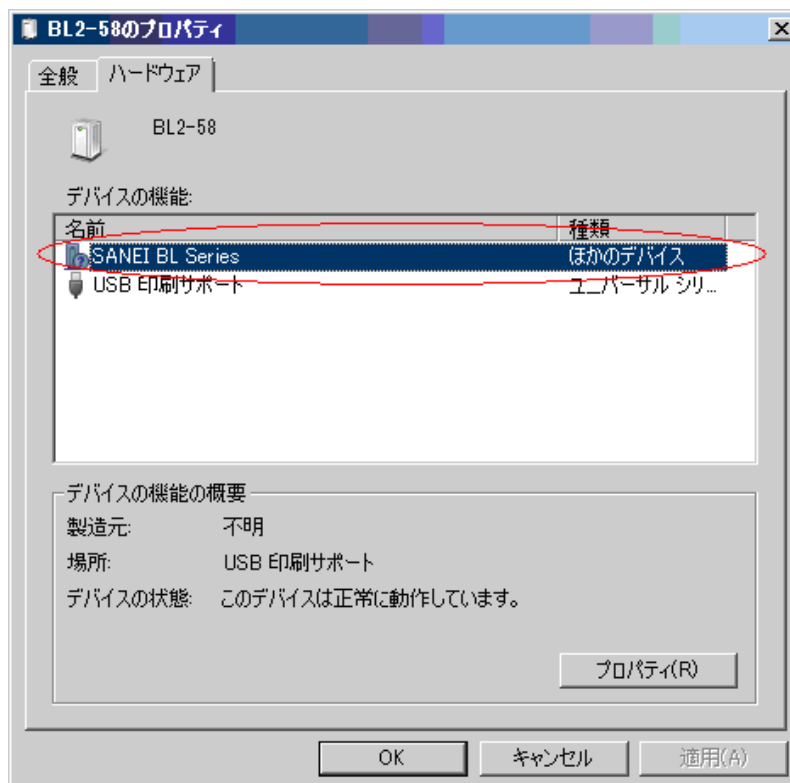 BL2-58のプロパティ
全般 ハードウェア
BL2-58
デバイスの機能:
名前 種類
SANEI BL Series ほかのデバイス
USB 印刷サポート ユニバーサル シリ...
デバイスの機能の概要
製造元: 不明
場所: USB 印刷サポート
デバイスの状態: このデバイスは正常に動作しています。
プロパティ(R)
OK キャンセル 適用(A)